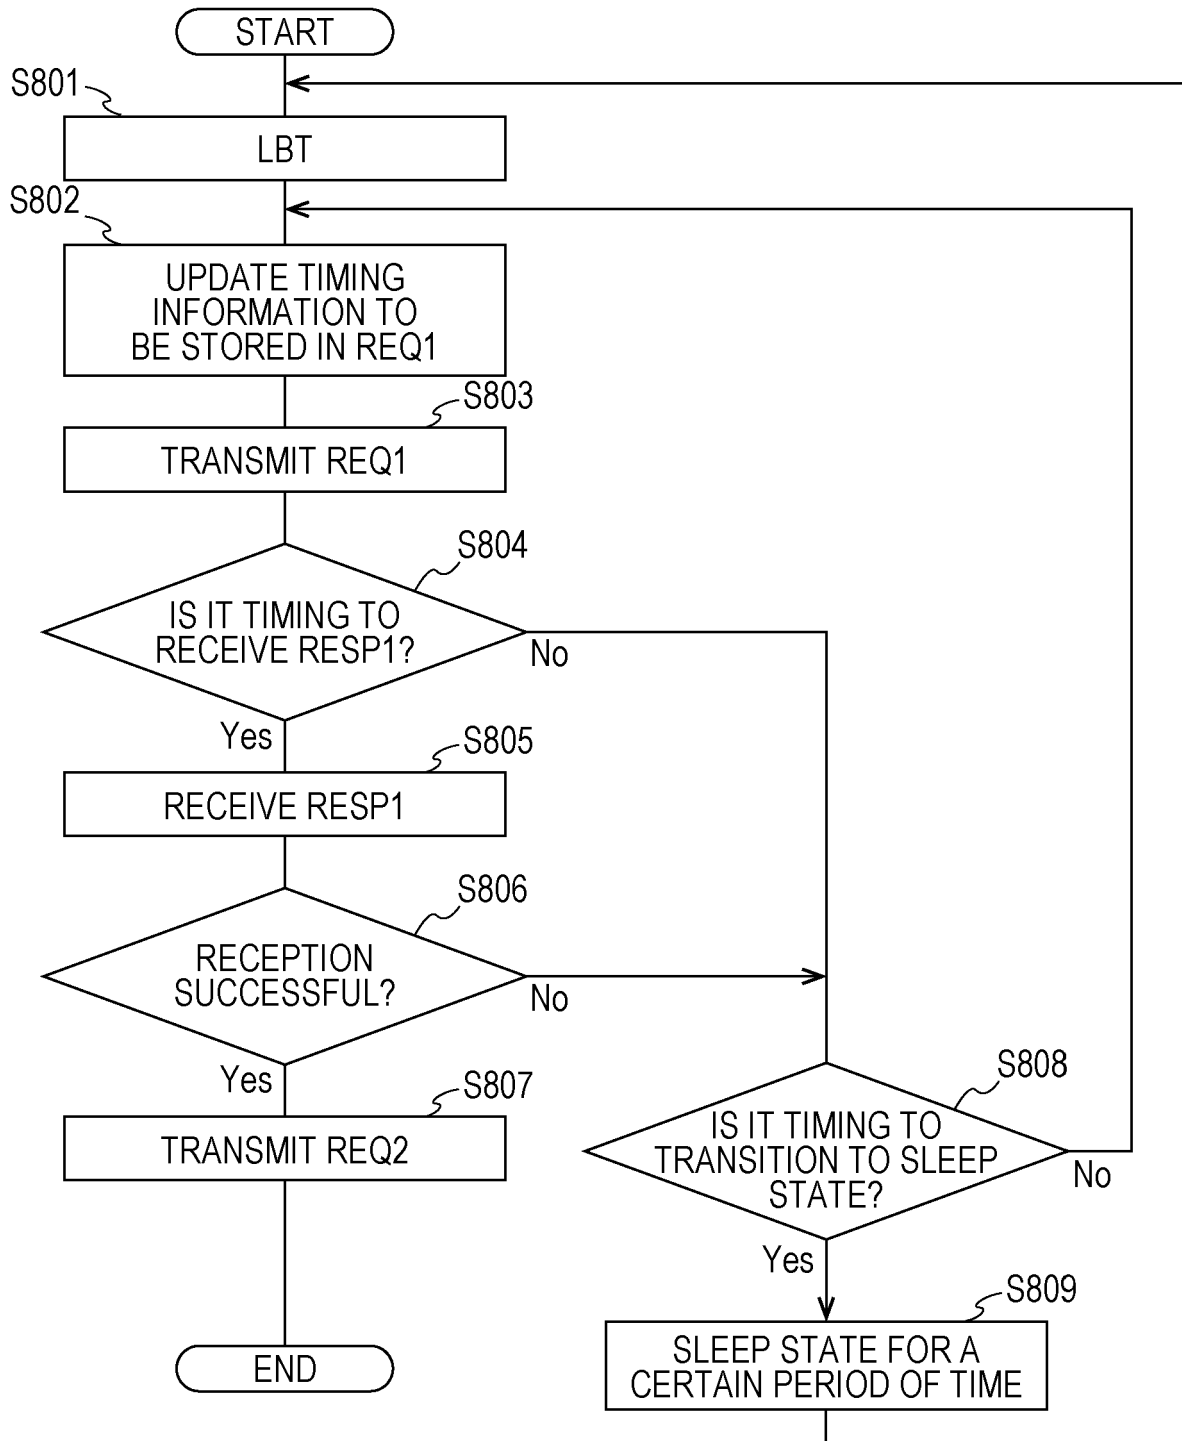 START
S801
LBT
S802
UPDATE TIMING
INFORMATION TO
BE STORED IN REQ1
S803
TRANSMIT REQ1
S804
IS IT TIMING TO
RECEIVE RESP1?
No
Yes
S805
RECEIVE RESP1
S806
RECEPTION
SUCCESSFUL?
No
Yes
S807
TRANSMIT REQ2
S808
IS IT TIMING TO
TRANSITION TO SLEEP
STATE?
No
Yes
S809
SLEEP STATE FOR A
CERTAIN PERIOD OF TIME
END